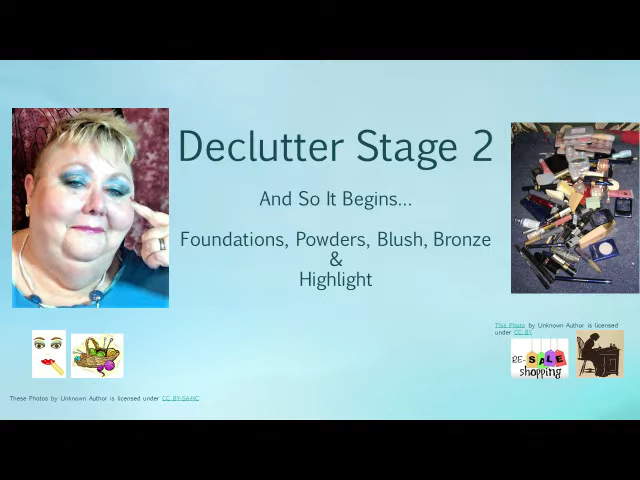 Declutter Stage 2
And So It Begins...
Foundations, Powders, Blush, Bronze
&
Highlight
This Photo by Unknown Author is licensed
under CC BY
RE-SALE
shopping
These Photos by Unknown Author is licensed under CC BY-SA-NC